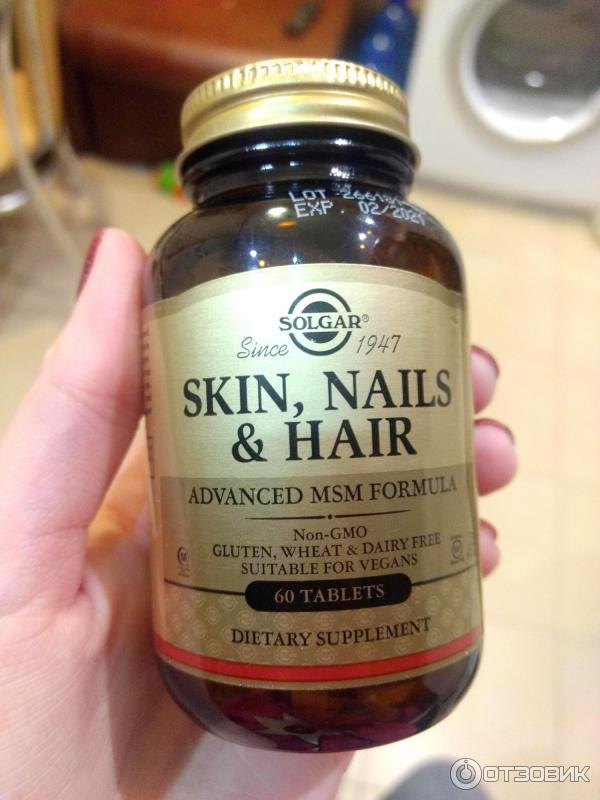 LOT
EXP 02/2021
SOLGAR®
Since 1947
SKIN, NAILS
& HAIR
ADVANCED MSM FORMULA
Non-GMO
GLUTEN, WHEAT & DAIRY FREE
SUITABLE FOR VEGANS
60 TABLETS
DIETARY SUPPLEMENT
ОТЗОВИК